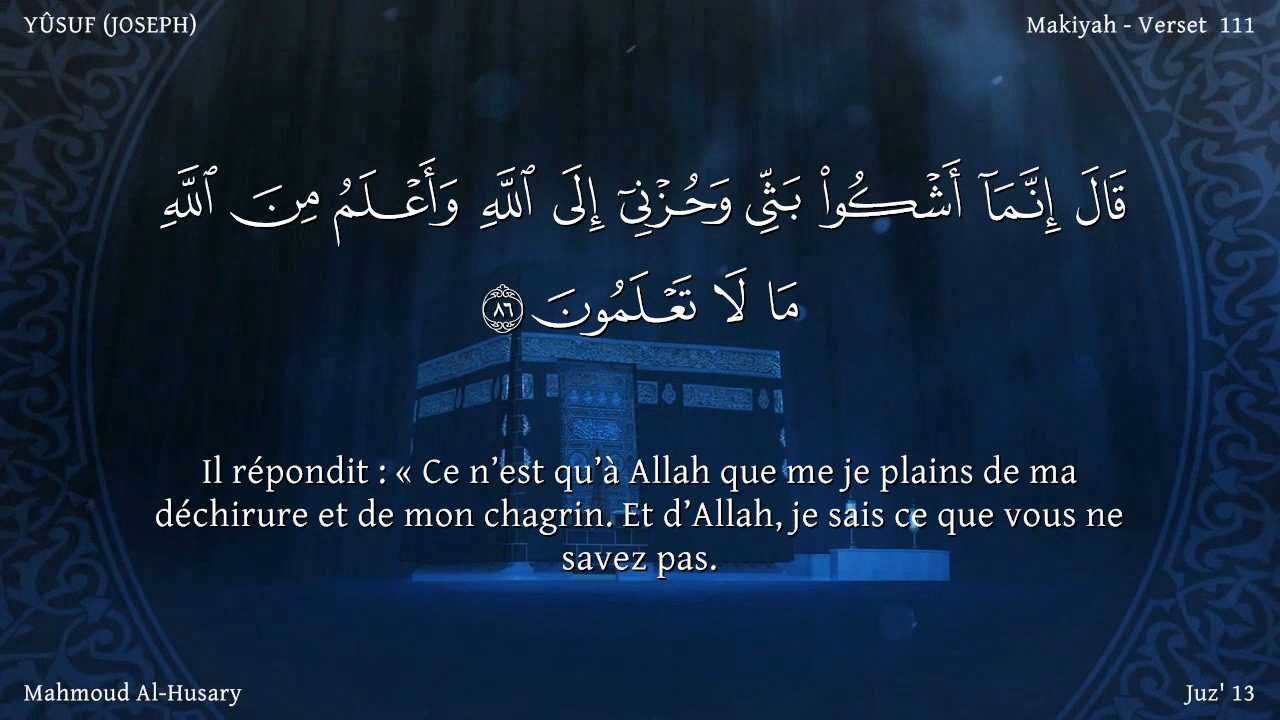 YÛSUF (JOSEPH)
Makiyah - Verset 111
قَالَ إِنَّمَآ أَشْكُوا۟ بَثِّى وَحُزْنِىٓ إِلَى ٱللَّهِ وَأَعْلَمُ مِنَ ٱللَّهِ
مَا لَا تَعْلَمُونَ ٨٦
Il répondit : « Ce n’est qu’à Allah que me je plains de ma
déchirure et de mon chagrin. Et d’Allah, je sais ce que vous ne
savez pas.
Mahmoud Al-Husary
Juz' 13